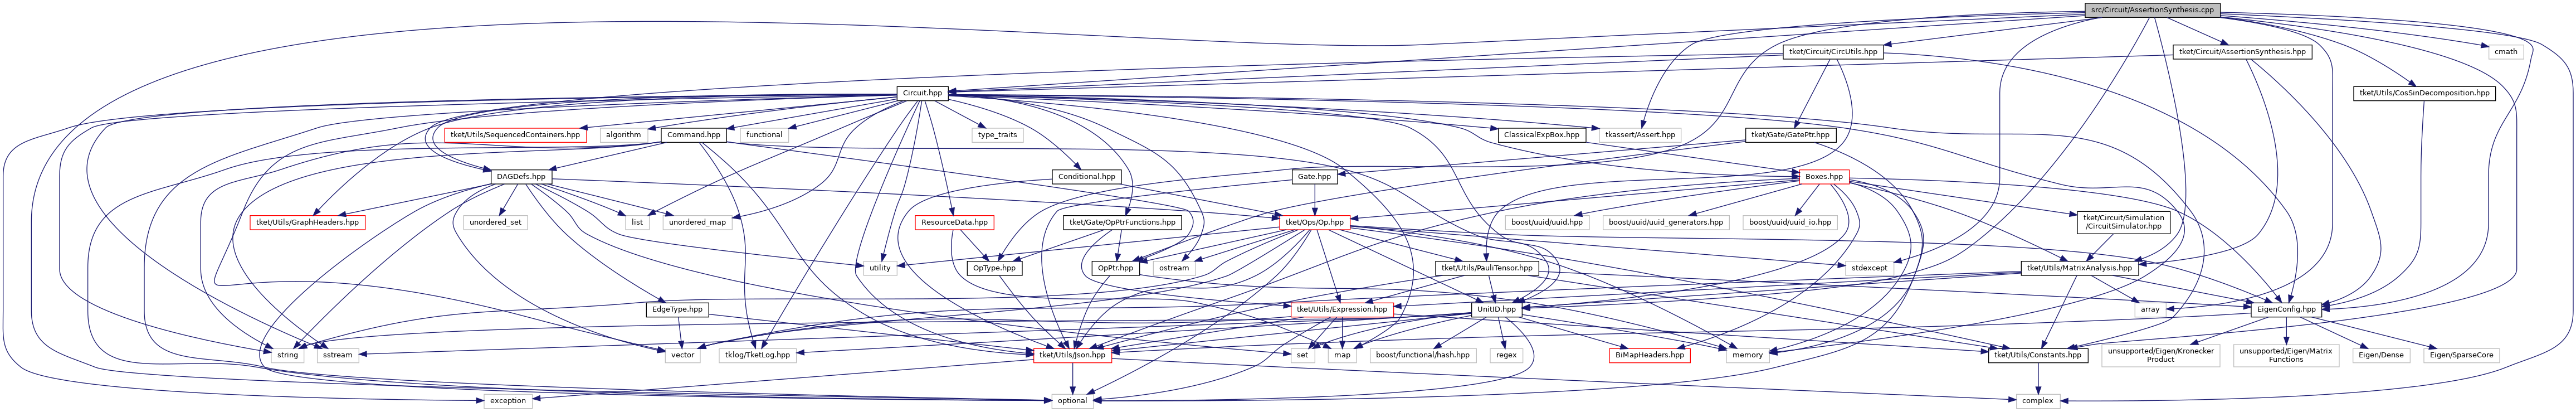 src/Circuit/AssertionSynthesis.cpp
tket/Circuit/CircUtils.hpp
tket/Circuit/AssertionSynthesis.hpp
cmath
Circuit.hpp
tket/Utils/CosSinDecomposition.hpp
tket/Utils/SequencedContainers.hpp
algorithm
Command.hpp
functional
type_traits
ClassicalExpBox.hpp
tkassert/Assert.hpp
tket/Gate/GatePtr.hpp
DAGDefs.hpp
Conditional.hpp
Gate.hpp
Boxes.hpp
tket/Utils/GraphHeaders.hpp
unordered_set
list
unordered_map
ResourceData.hpp
tket/Gate/OpPtrFunctions.hpp
tket/Ops/Op.hpp
boost/uuid/uuid.hpp
boost/uuid/uuid_generators.hpp
boost/uuid/uuid_io.hpp
tket/Circuit/Simulation
/CircuitSimulator.hpp
utility
OpType.hpp
OpPtr.hpp
ostream
tket/Utils/PauliTensor.hpp
stdexcept
tket/Utils/MatrixAnalysis.hpp
EdgeType.hpp
tket/Utils/Expression.hpp
UnitID.hpp
array
EigenConfig.hpp
string
sstream
vector
tklog/TketLog.hpp
tket/Utils/Json.hpp
set
map
boost/functional/hash.hpp
regex
BiMapHeaders.hpp
memory
tket/Utils/Constants.hpp
unsupported/Eigen/Kronecker
Product
unsupported/Eigen/Matrix
Functions
Eigen/Dense
Eigen/SparseCore
exception
optional
complex